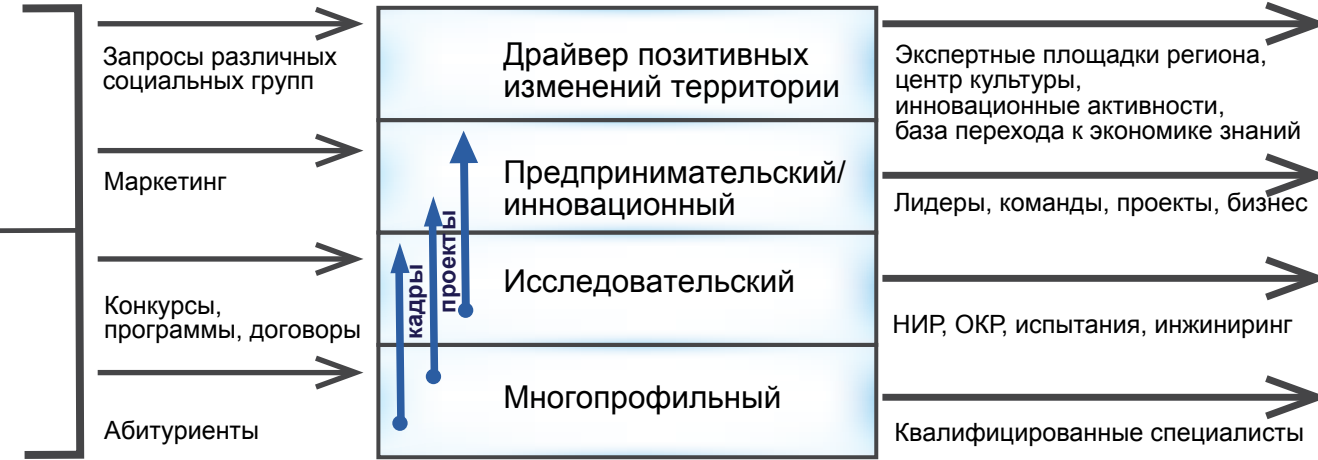 Запросы различных
социальных групп
Драйвер позитивных
изменений территории
Экспертные площадки региона,
центр культуры,
инновационные активности,
база перехода к экономике знаний
Маркетинг
Предпринимательский/
инновационный
Лидеры, команды, проекты, бизнес
кадры
проекты
Конкурсы,
программы, договоры
Исследовательский
НИР, ОКР, испытания, инжиниринг
Абитуриенты
Многопрофильный
Квалифицированные специалисты